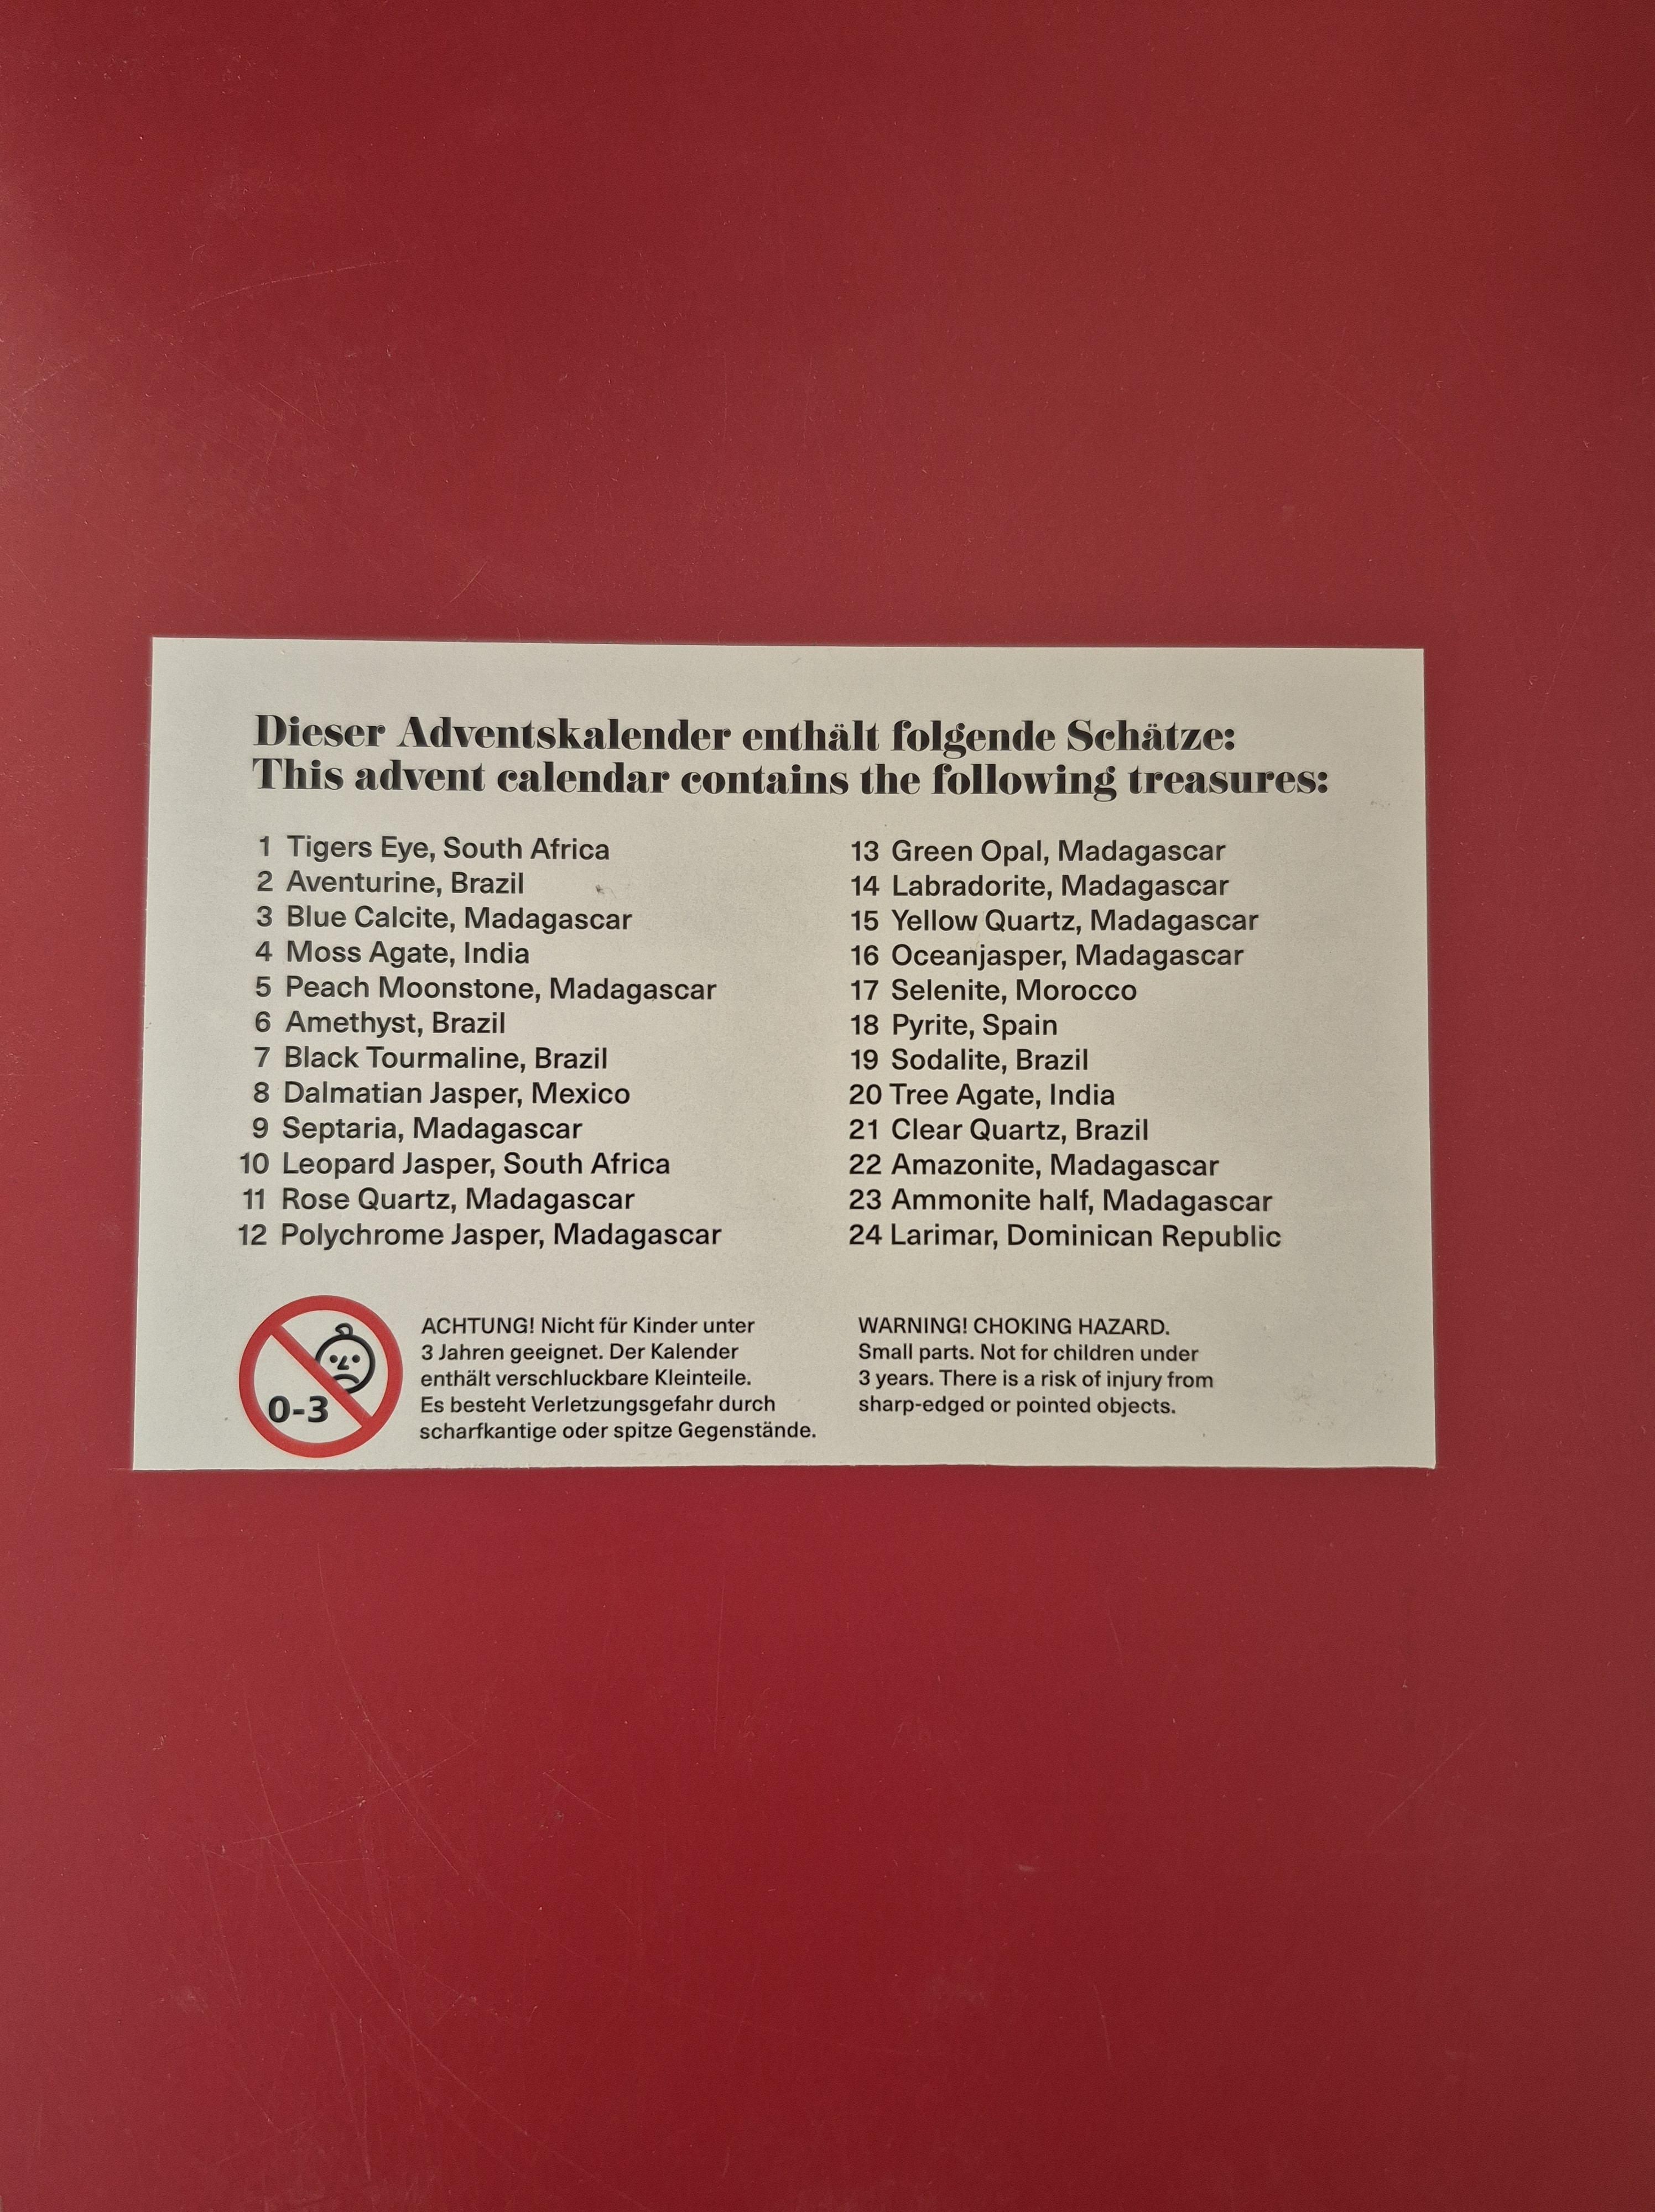 Dieser Adventskalender enthält folgende Schätze:
This advent calendar contains the following treasures:
1 Tigers Eye, South Africa
2 Aventurine, Brazil
3 Blue Calcite, Madagascar
4 Moss Agate, India
5 Peach Moonstone, Madagascar
6 Amethyst, Brazil
7 Black Tourmaline, Brazil
8 Dalmatian Jasper, Mexico
9 Septaria, Madagascar
10 Leopard Jasper, South Africa
11 Rose Quartz, Madagascar
12 Polychrome Jasper, Madagascar
13 Green Opal, Madagascar
14 Labradorite, Madagascar
15 Yellow Quartz, Madagascar
16 Oceanjasper, Madagascar
17 Selenite, Morocco
18 Pyrite, Spain
19 Sodalite, Brazil
20 Tree Agate, India
21 Clear Quartz, Brazil
22 Amazonite, Madagascar
23 Ammonite half, Madagascar
24 Larimar, Dominican Republic
0-3
ACHTUNG! Nicht für Kinder unter
3 Jahren geeignet. Der Kalender
enthält verschluckbare Kleinteile.
Es besteht Verletzungsgefahr durch
scharfkantige oder spitze Gegenstände.
WARNING! CHOKING HAZARD.
Small parts. Not for children under
3 years. There is a risk of injury from
sharp-edged or pointed objects.